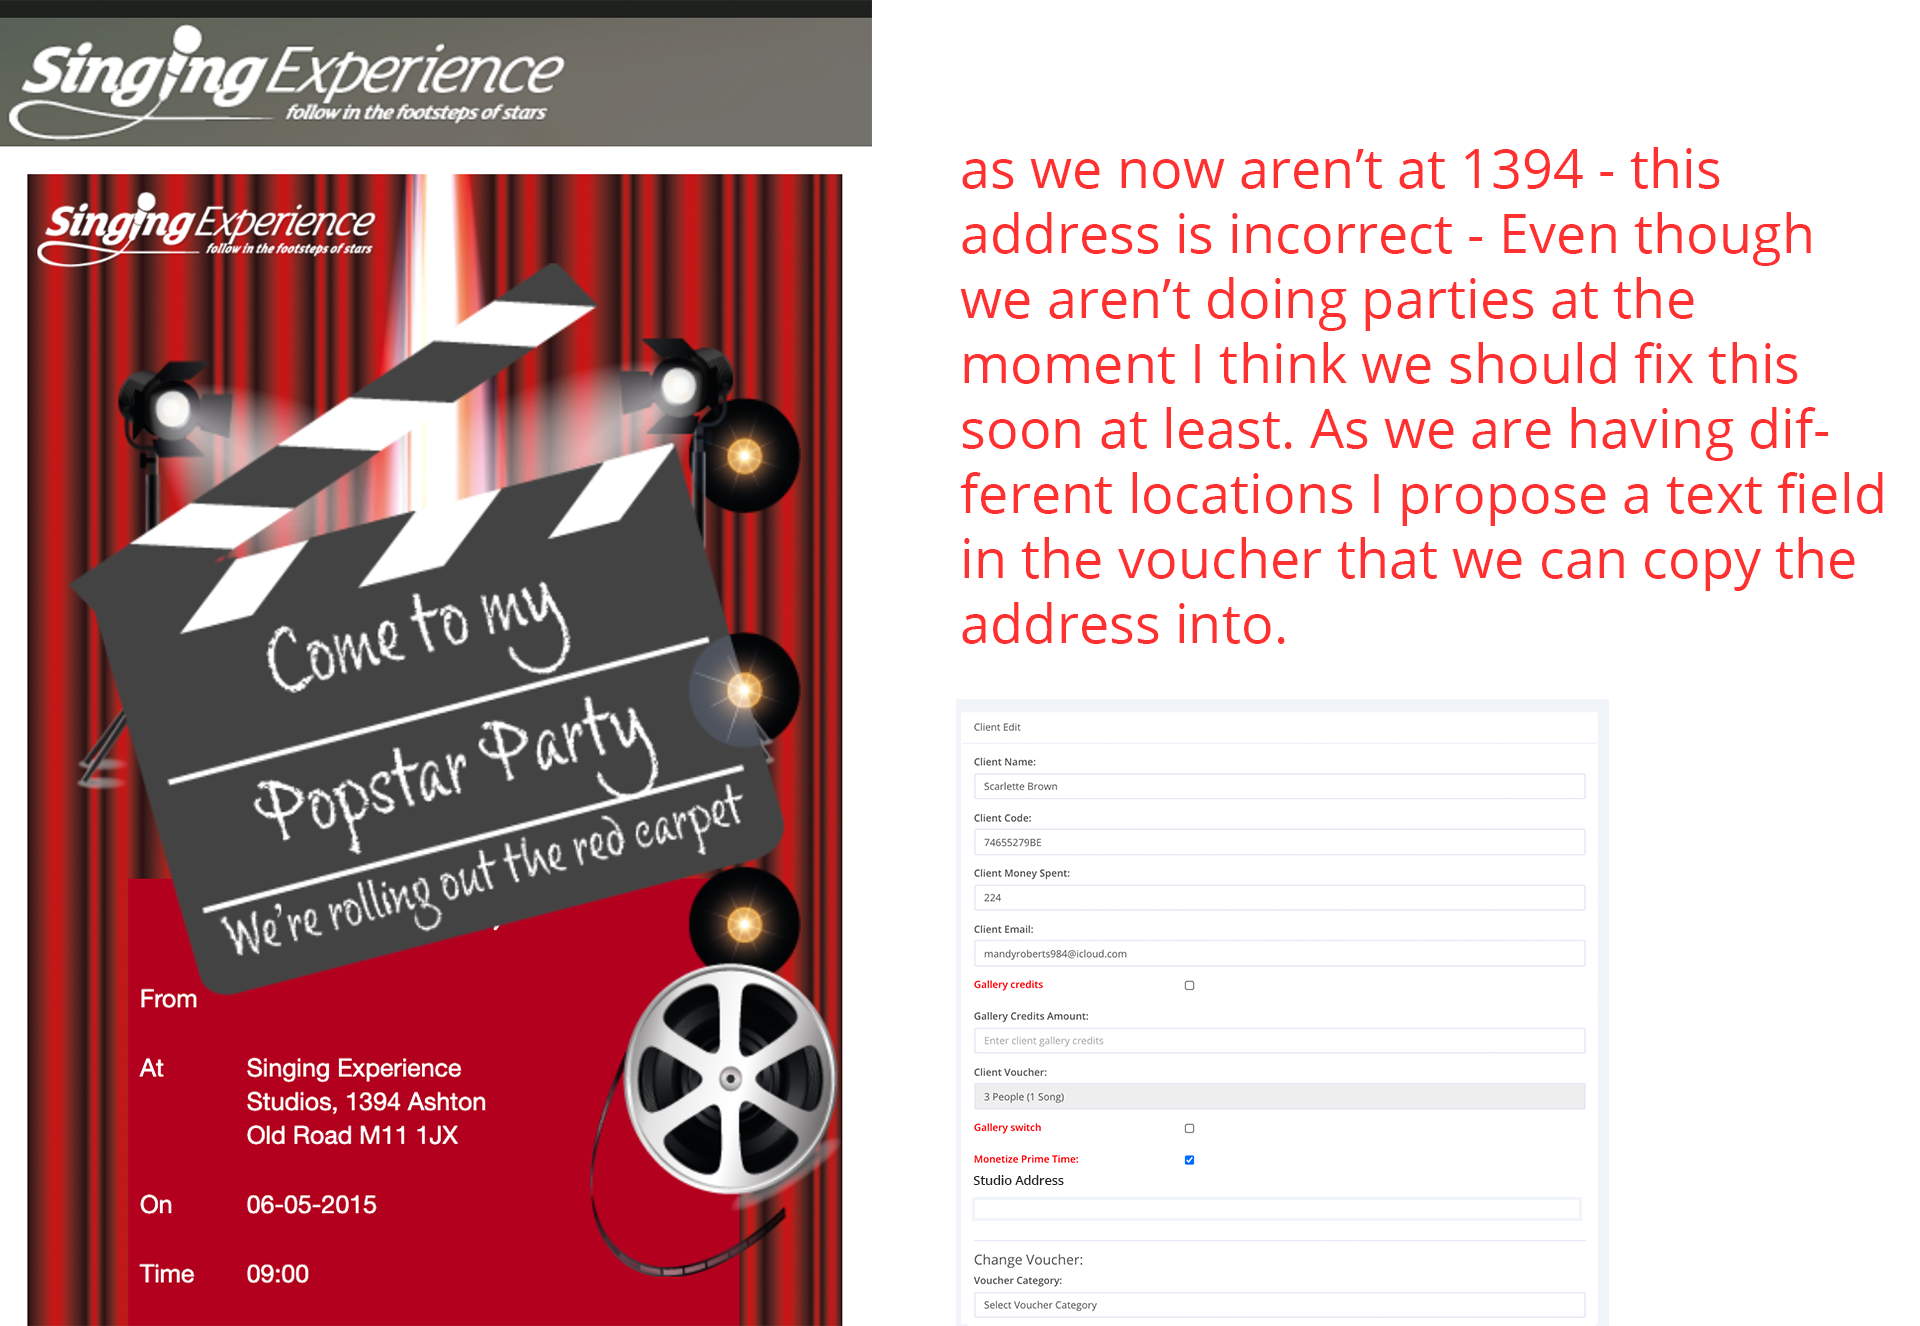 Singing Experience
follow in the footsteps of stars
Singing Experience
follow in the footsteps of stars
Come to my
Popstar Party
We're rolling out the red carpet
From
At
Singing Experience
Studios, 1394 Ashton
Old Road M11 1JX
On
06-05-2015
Time
09:00
as we now aren’t at 1394 - this
address is incorrect - Even though
we aren’t doing parties at the
moment I think we should fix this
soon at least. As we are having dif-
ferent locations I propose a text field
in the voucher that we can copy the
address into.
Client Edit
Client Name:
Scarlette Brown
Client Code:
74655279BE
Client Money Spent:
224
Client Email:
mandyroberts984@icloud.com
Gallery credits
Gallery Credits Amount:
Enter client gallery credits
Client Voucher:
3 People (1 Song)
Gallery switch
Monetize Prime Time:
Studio Address
Change Voucher:
Voucher Category:
Select Voucher Category